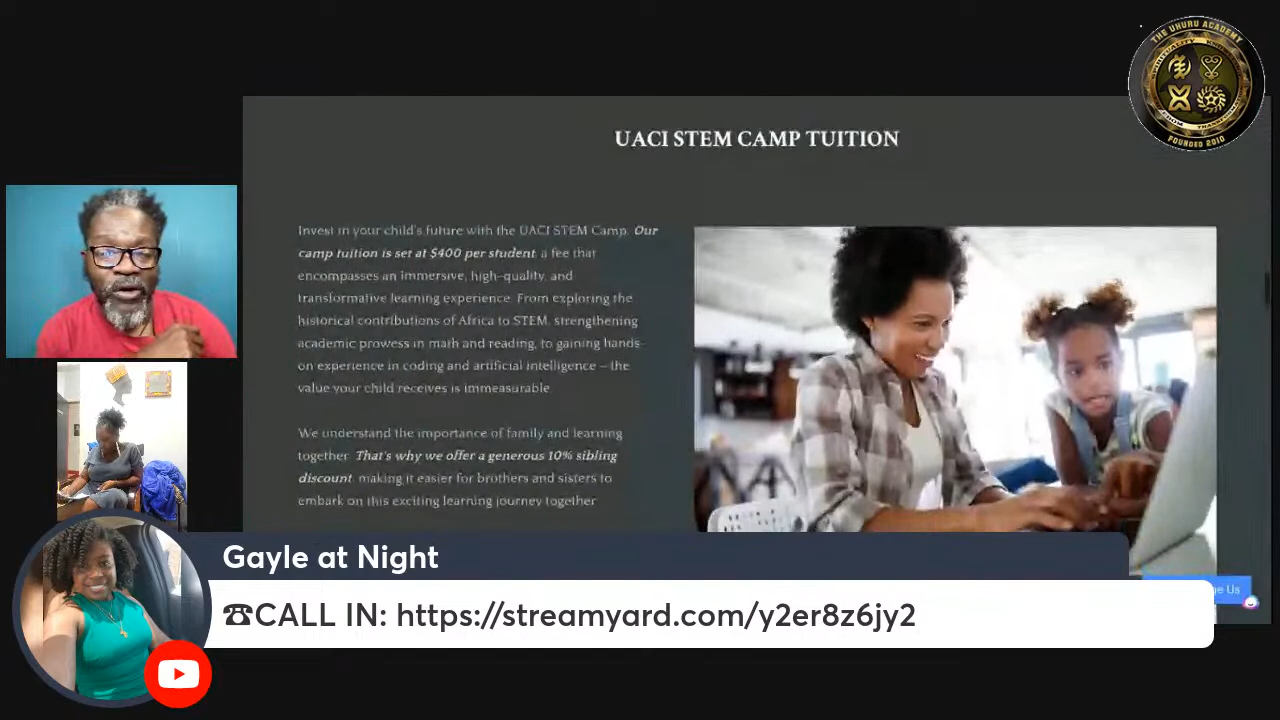 THE UHURU ACADEMY
FOUNDED 2010
UACI STEM CAMP TUITION
Invest in your child's future with the UACI STEM Camp. Our
camp tuition is set at $400 per student, a fee that
encompasses an immersive, high-quality, and
transformative learning experience. From exploring the
historical contributions of Africa to STEM, strengthening
academic prowess in math and reading, to gaining hands-
on experience in coding and artificial intelligence – the
value your child receives is immeasurable.
We understand the importance of family and learning
together. That's why we offer a generous 10% sibling
discount, making it easier for brothers and sisters to
embark on this exciting learning journey together
Gayle at Night
☎CALL IN: https://streamyard.com/y2er8z6jy2
Us